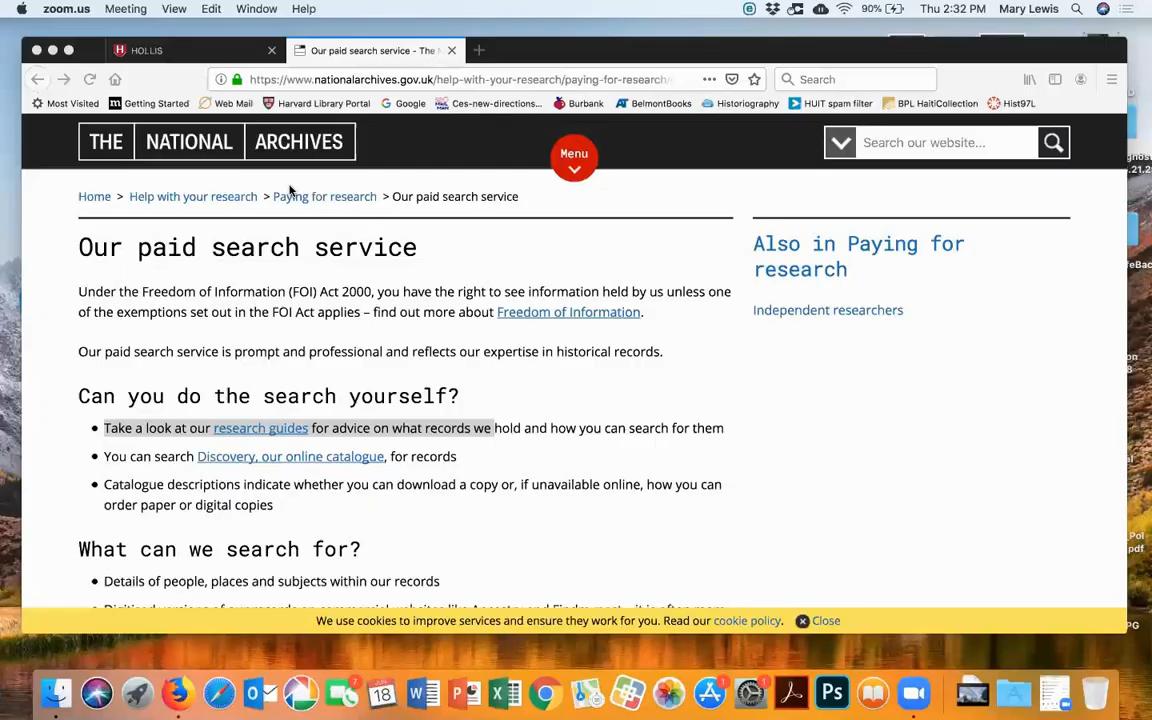 zoom.us Meeting View Edit Window Help 90% Thu 2:32 PM Mary Lewis
HOLLIS
Our paid search service - The
https://www.nationalarchives.gov.uk/help-with-your-research/paying-for-research/
Search
Most Visited Getting Started Web Mail Harvard Library Portal Google Ces-new-directions... Burbank BelmontBooks Historiography HUIT spam filter BPL HaitiCollection Hist97L
THE NATIONAL ARCHIVES
Menu
Search our website...
Home > Help with your research > Paying for research > Our paid search service
Our paid search service
Under the Freedom of Information (FOI) Act 2000, you have the right to see information held by us unless one
of the exemptions set out in the FOI Act applies – find out more about Freedom of Information.
Our paid search service is prompt and professional and reflects our expertise in historical records.
Can you do the search yourself?
• Take a look at our research guides for advice on what records we hold and how you can search for them
• You can search Discovery, our online catalogue, for records
• Catalogue descriptions indicate whether you can download a copy or, if unavailable online, how you can
order paper or digital copies
What can we search for?
• Details of people, places and subjects within our records
Also in Paying for
research
Independent researchers
We use cookies to improve services and ensure they work for you. Read our cookie policy. Close
7
JUN
18
1
1
Ps